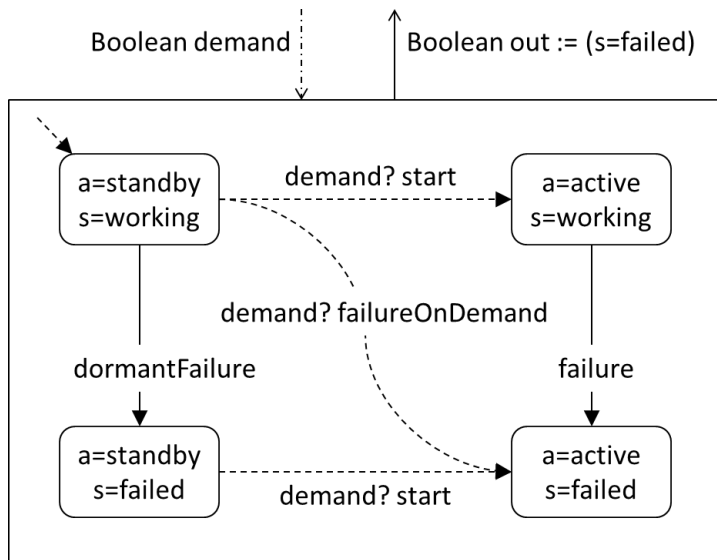 Boolean demand
Boolean out := (s=failed)
a=standby
s=working
demand? start
a=active
s=working
demand? failureOnDemand
dormantFailure
failure
a=standby
s=failed
demand? start
a=active
s=failed